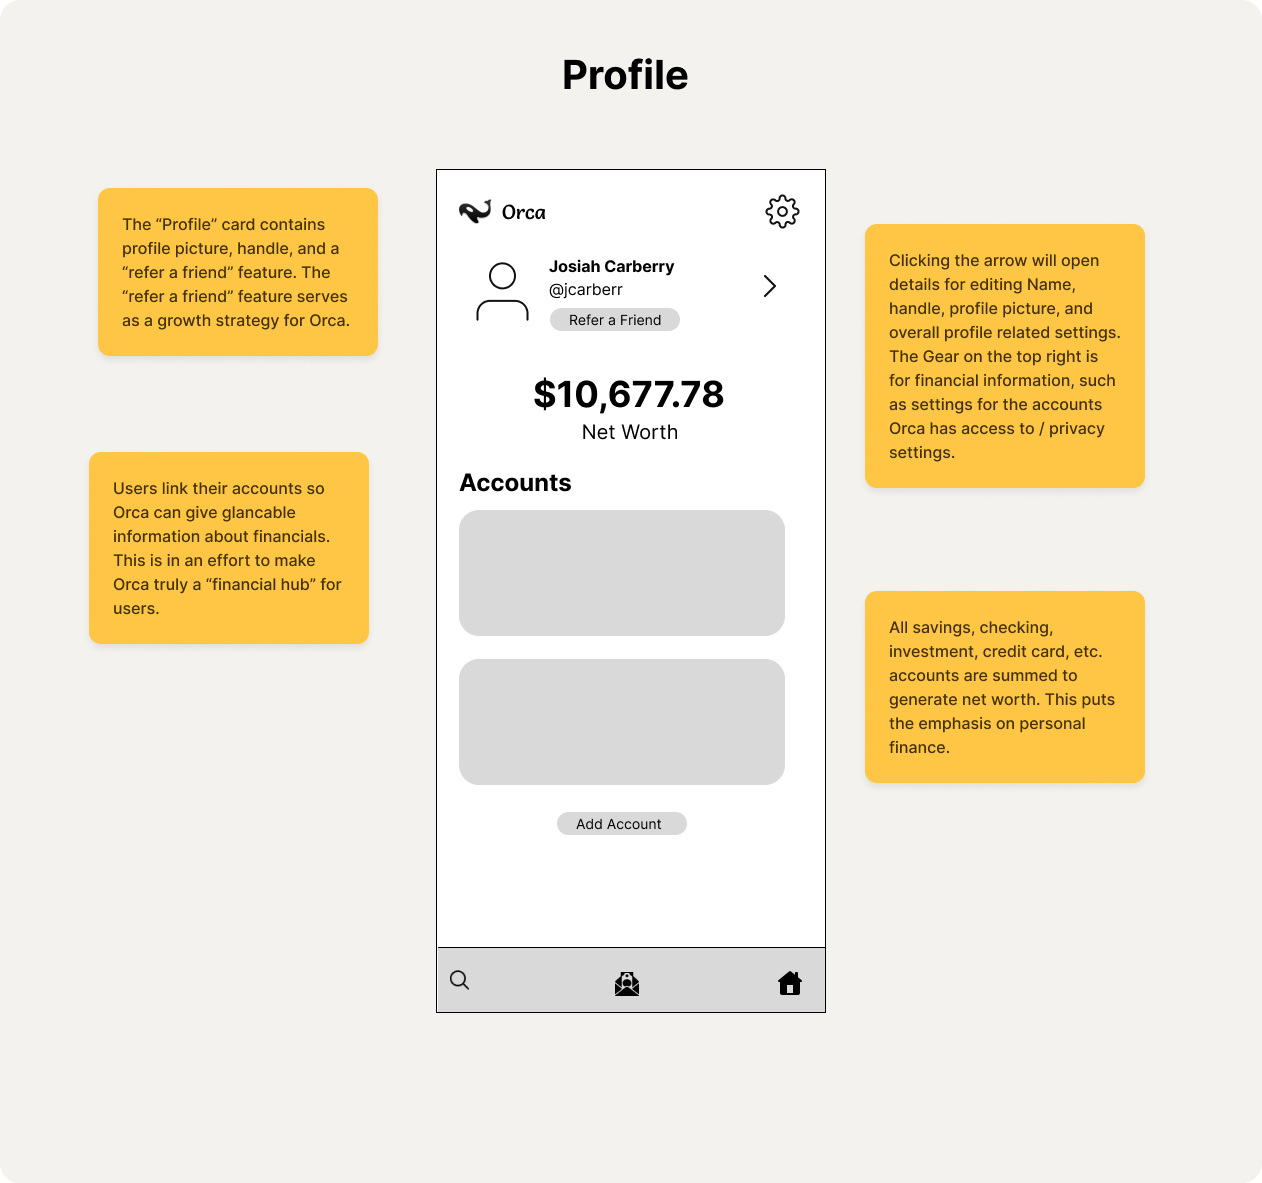 Profile
The “Profile” card contains
profile picture, handle, and a
“refer a friend” feature. The
“refer a friend” feature serves
as a growth strategy for Orca.
Users link their accounts so
Orca can give glancable
information about financials.
This is in an effort to make
Orca truly a “financial hub” for
users.
Orca
Josiah Carberry
@jcarberr
Refer a Friend
$10,677.78
Net Worth
Accounts
Add Account
Clicking the arrow will open
details for editing Name,
handle, profile picture, and
overall profile related settings.
The Gear on the top right is
for financial information, such
as settings for the accounts
Orca has access to / privacy
settings.
All savings, checking,
investment, credit card, etc.
accounts are summed to
generate net worth. This puts
the emphasis on personal
finance.